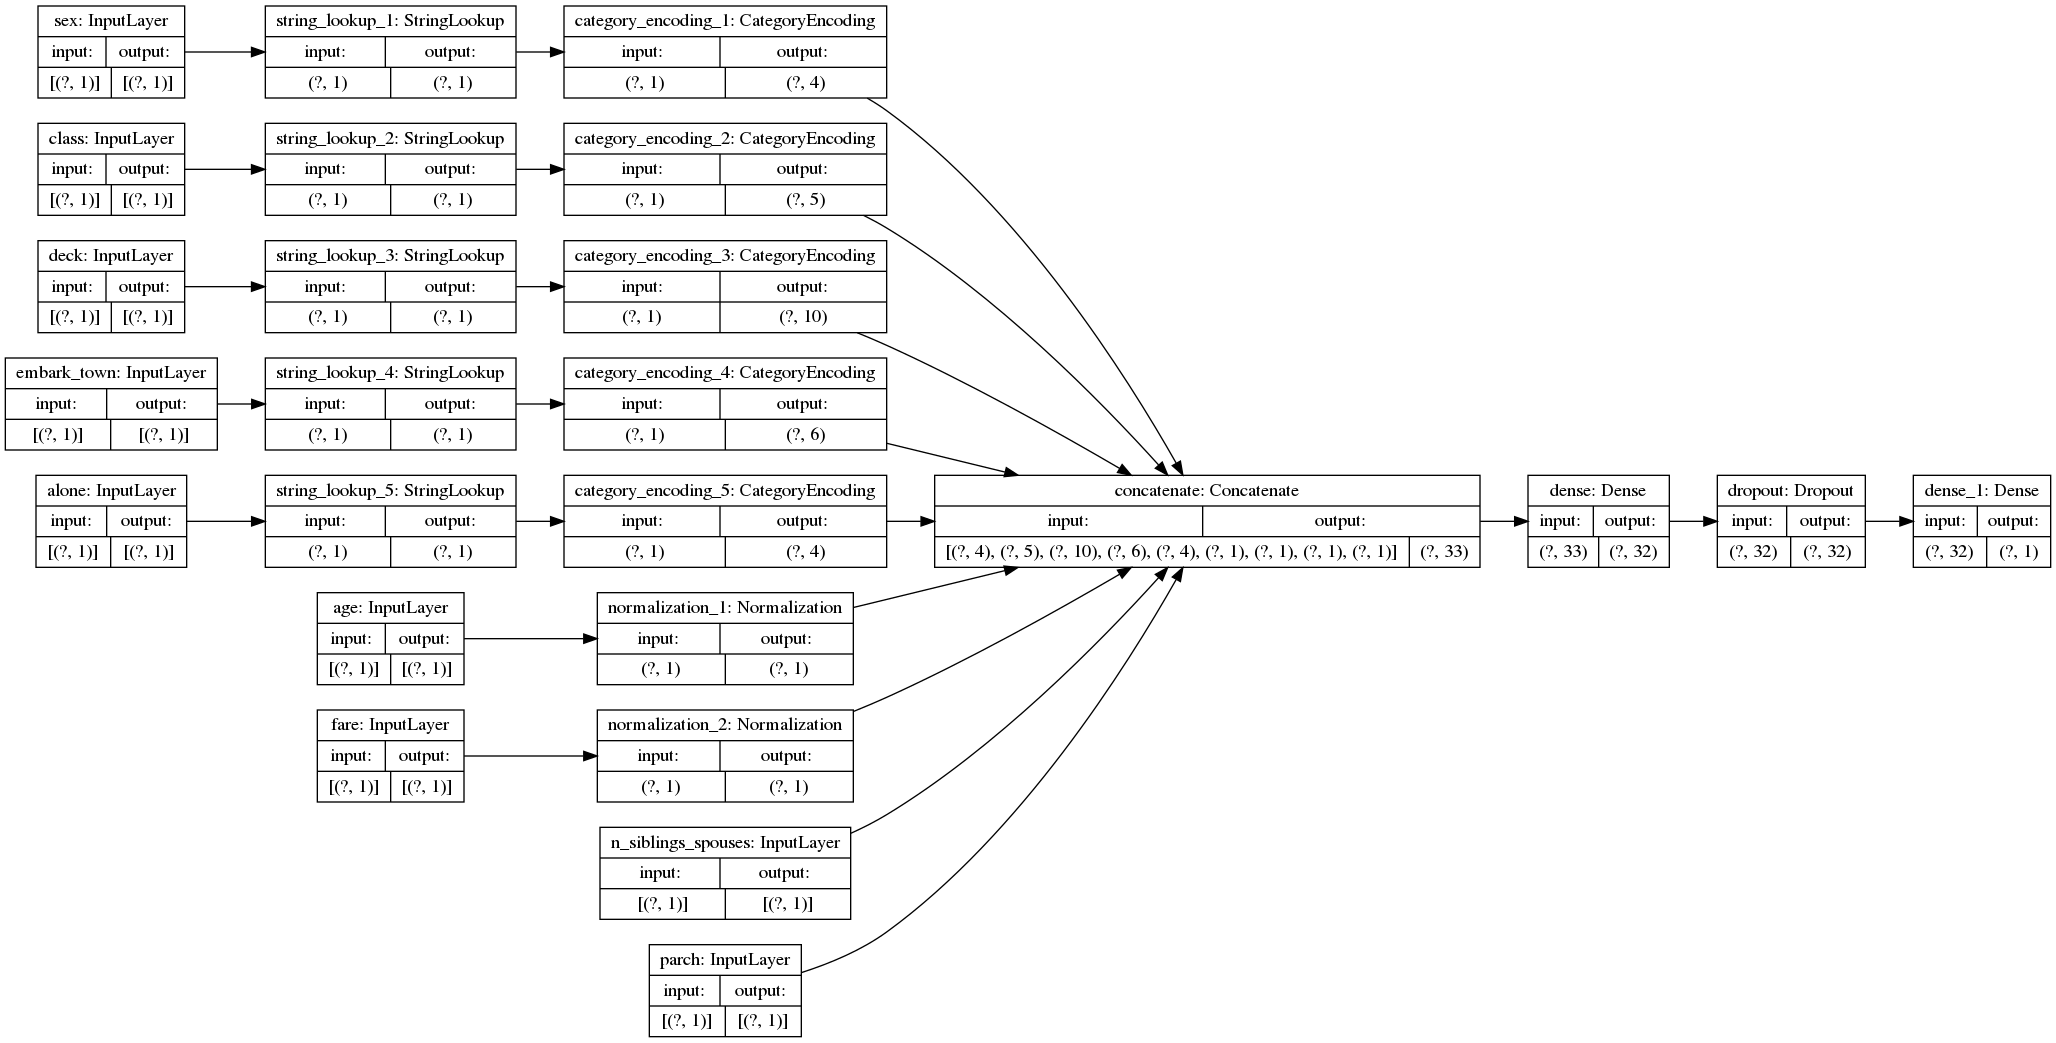 sex: InputLayer
input: output:
[(?, 1)] [(?, 1)]
string_lookup_1: StringLookup
input: output:
(?, 1) (?, 1)
category_encoding_1: CategoryEncoding
input: output:
(?, 1) (?, 4)
class: InputLayer
input: output:
[(?, 1)] [(?, 1)]
string_lookup_2: StringLookup
input: output:
(?, 1) (?, 1)
category_encoding_2: CategoryEncoding
input: output:
(?, 1) (?, 5)
deck: InputLayer
input: output:
[(?, 1)] [(?, 1)]
string_lookup_3: StringLookup
input: output:
(?, 1) (?, 1)
category_encoding_3: CategoryEncoding
input: output:
(?, 1) (?, 10)
embark_town: InputLayer
input: output:
[(?, 1)] [(?, 1)]
string_lookup_4: StringLookup
input: output:
(?, 1) (?, 1)
category_encoding_4: CategoryEncoding
input: output:
(?, 1) (?, 6)
alone: InputLayer
input: output:
[(?, 1)] [(?, 1)]
string_lookup_5: StringLookup
input: output:
(?, 1) (?, 1)
category_encoding_5: CategoryEncoding
input: output:
(?, 1) (?, 4)
concatenate: Concatenate
input: output:
[(?, 4), (?, 5), (?, 10), (?, 6), (?, 4), (?, 1), (?, 1), (?, 1), (?, 1)] (?, 33)
dense: Dense
input: output:
(?, 33) (?, 32)
dropout: Dropout
input: output:
(?, 32) (?, 32)
dense_1: Dense
input: output:
(?, 32) (?, 1)
age: InputLayer
input: output:
[(?, 1)] [(?, 1)]
normalization_1: Normalization
input: output:
(?, 1) (?, 1)
fare: InputLayer
input: output:
[(?, 1)] [(?, 1)]
normalization_2: Normalization
input: output:
(?, 1) (?, 1)
n_siblings_spouses: InputLayer
input: output:
[(?, 1)] [(?, 1)]
parch: InputLayer
input: output:
[(?, 1)] [(?, 1)]